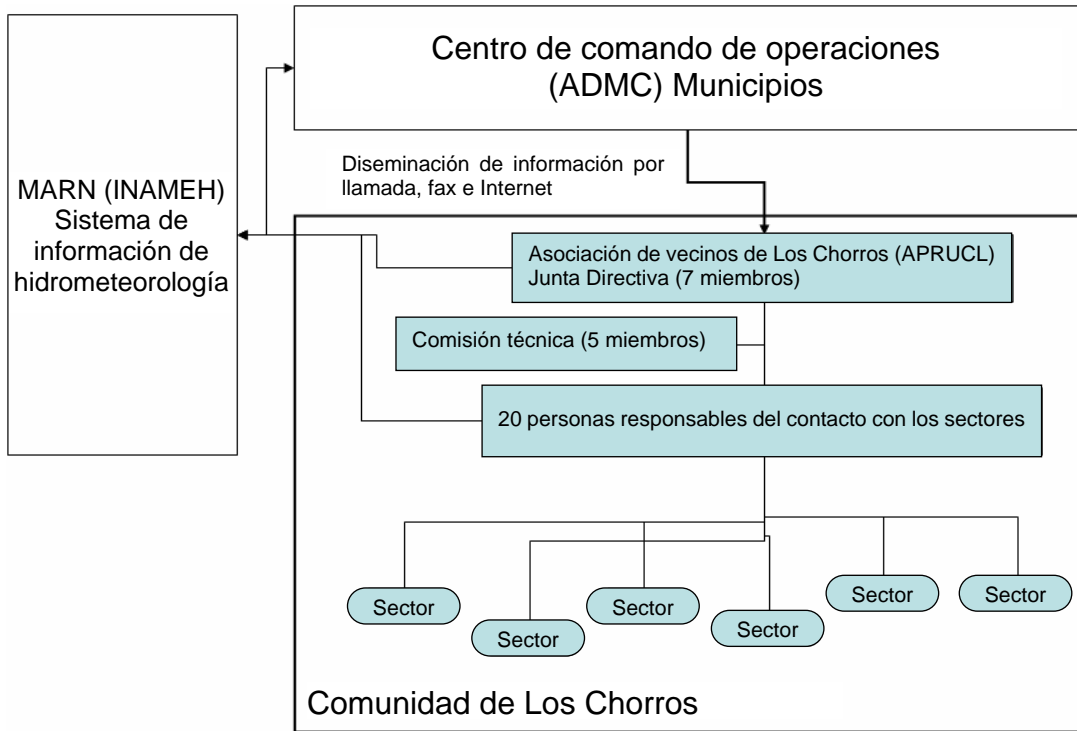 Centro de comando de operaciones
(ADMC) Municipios
Diseminación de información por
llamada, fax e Internet
MARN (INAMEH)
Sistema de
información de
hidrometeorología
Asociación de vecinos de Los Chorros (APRUCL)
Junta Directiva (7 miembros)
Comisión técnica (5 miembros)
20 personas responsables del contacto con los sectores
Sector
Sector
Sector
Sector
Sector
Sector
Comunidad de Los Chorros